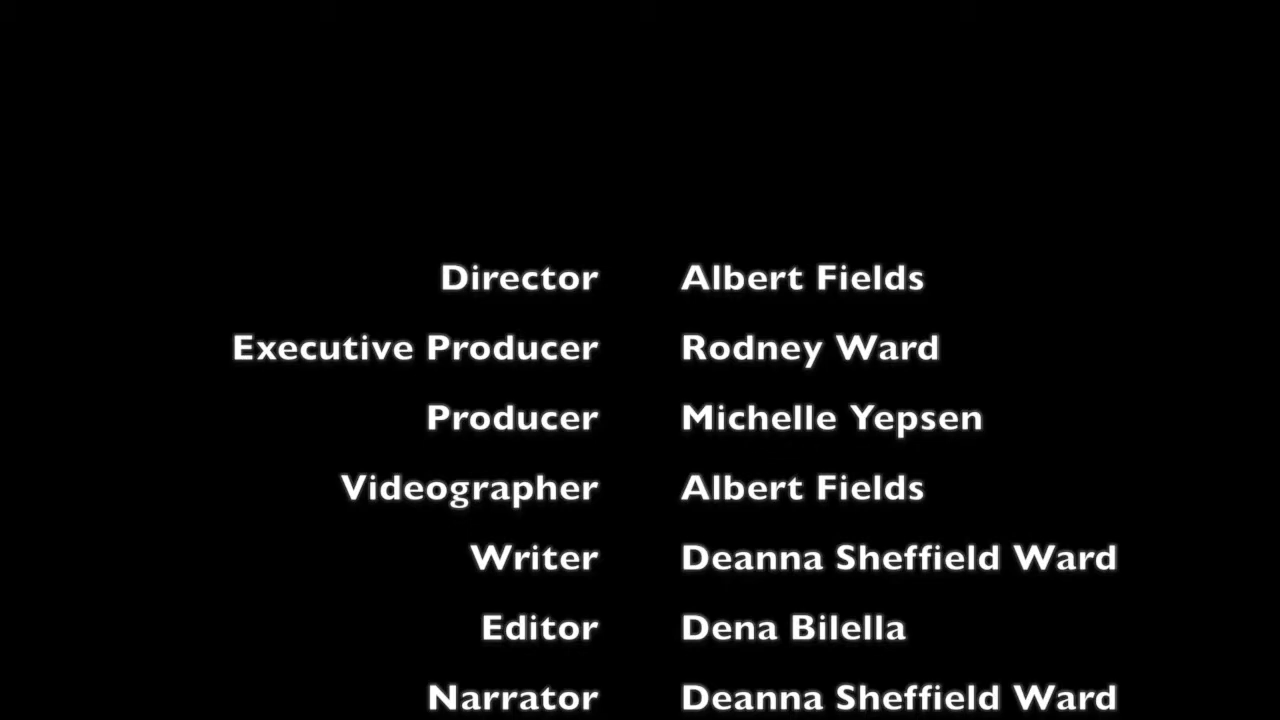 Director Albert Fields
Executive Producer Rodney Ward
Producer Michelle Yepsen
Videographer Albert Fields
Writer Deanna Sheffield Ward
Editor Dena Bilella
Narrator Deanna Sheffield Ward